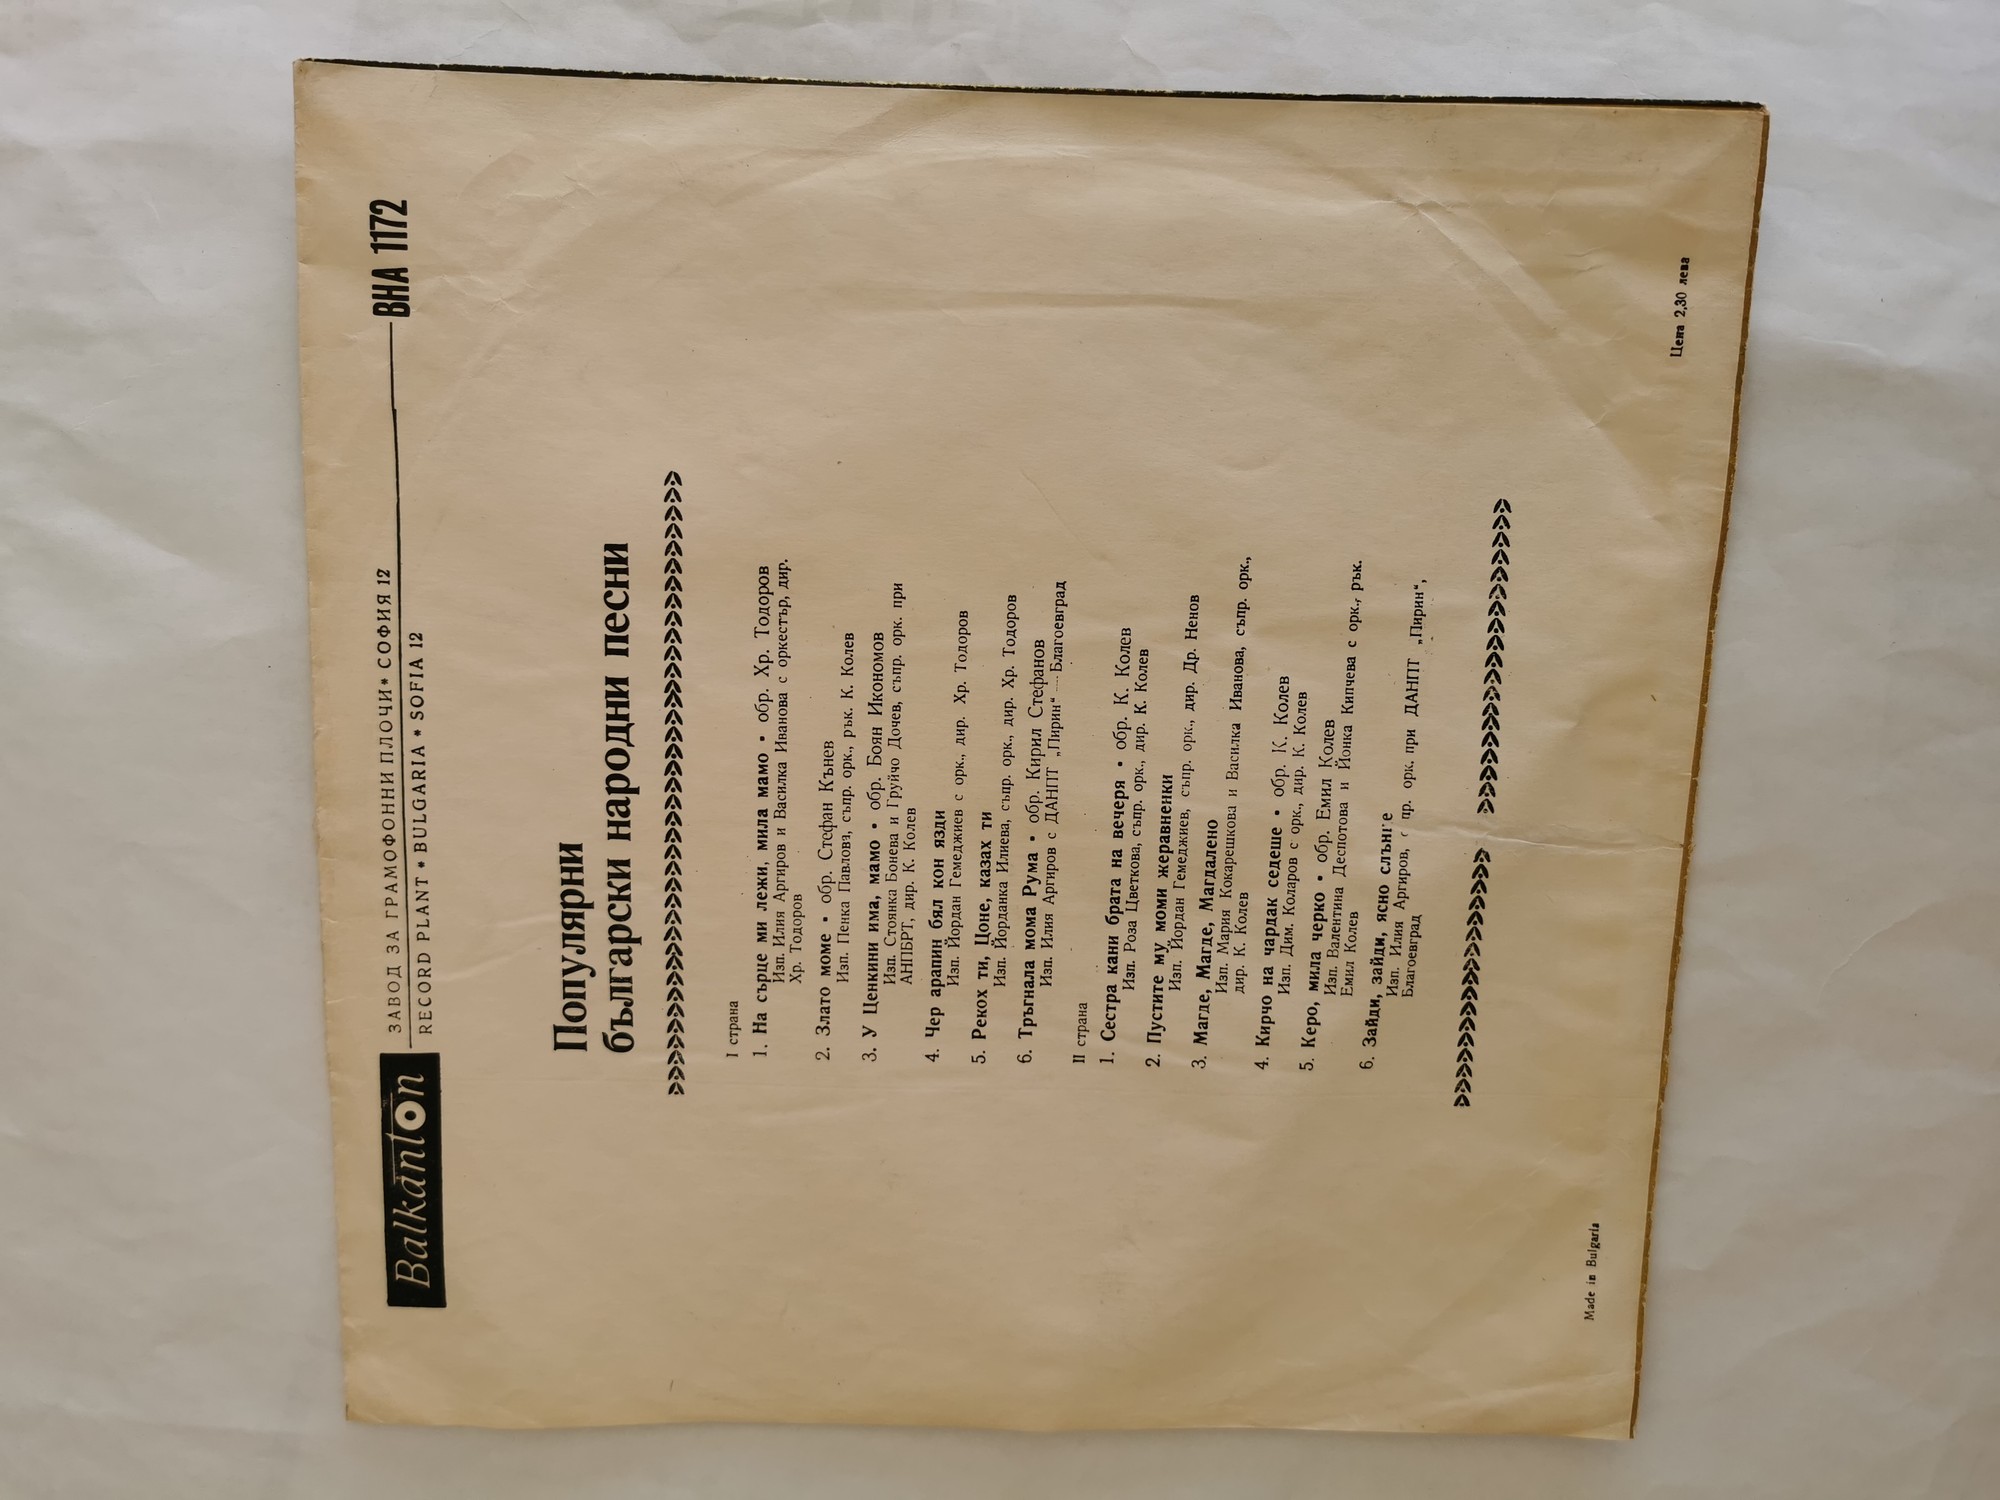 Balkanton
ЗАВОД ЗА ГРАМОФОННИ ПЛОЧИ * СОФИЯ 12
RECORD PLANT * BULGARIA * SOFIA 12
ВНА 1172
Популярни
български народни песни
I страна
1. На сърце ми лежи, мила мамо • обр. Хр. Тодоров
Изп. Илия Аргиров и Василка Иванова с оркестър, дир.
Хр. Тодоров
2. Злато моме • обр. Стефан Кънев
Изп. Пенка Павлова, съпр. орк., рък. К. Колев
3. У Ценкини има, мамо • обр. Боян Икономов
Изп. Стоянка Бонева и Груйчо Дочев, съпр. орк. при
АНПБРТ, дир. К. Колев
4. Чер арапин бял кон язди
Изп. Йордан Гемеджиев с орк., дир. Хр. Тодоров
5. Рекох ти, Цоне, казах ти
Изп. Йорданка Илиева, съпр. орк., дир. Хр. Тодоров
6. Тръгнала мома Рума • обр. Кирил Стефанов
Изп. Илия Аргиров с ДАНПТ „Пирин“ — Благоевград
II страна
1. Сестра кани брата на вечеря • обр. К. Колев
Изп. Роза Цветкова, съпр. орк., дир. К. Колев
2. Пустите му моми жеравненки
Изп. Йордан Гемеджиев, съпр. орк., дир. Др. Ненов
3. Магде, Магде, Магдалено
Изп. Мария Кокарешкова и Василка Иванова, съпр. орк.,
дир. К. Колев
4. Кирчо на чардак седеше • обр. К. Колев
Изп. Дим. Коларов с орк., дир. К. Колев
5. Керо, мила черко • обр. Емил Колев
Изп. Валентина Деспотова и Йонка Кипчева с орк., рък.
Емил Колев
6. Зайди, зайди, ясно слънге
Изп. Илия Аргиров, с пр. орк. при ДАНПТ „Пирин“,
Благоевград
Made in Bulgaria
Цена 2,30 лева